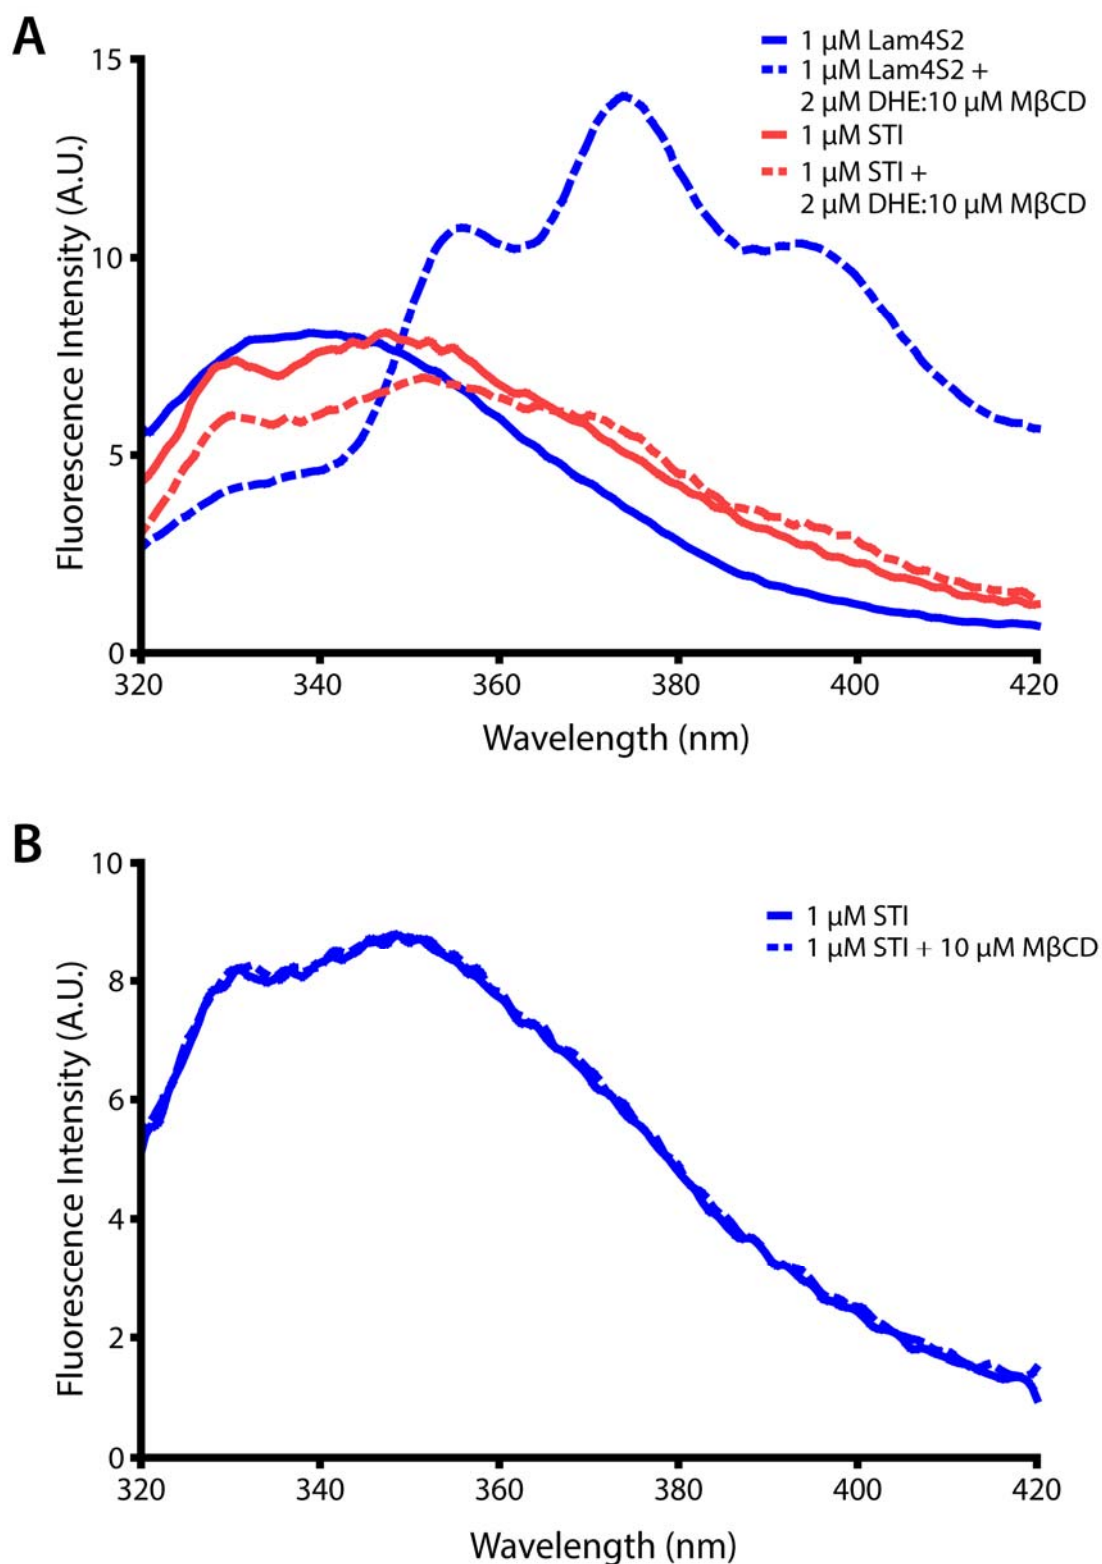 A
1 μM Lam4S2
1 μM Lam4S2 +
2 μM DHE:10 μM MβCD
1 μM STI
1 μM STI +
2 μM DHE:10 μM MβCD
Fluorescence Intensity (A.U.)
15
10
5
0
320 340 360 380 400 420
Wavelength (nm)
B
1 μM STI
1 μM STI + 10 μM MβCD
Fluorescence Intensity (A.U.)
10
8
6
4
2
0
320 340 360 380 400 420
Wavelength (nm)